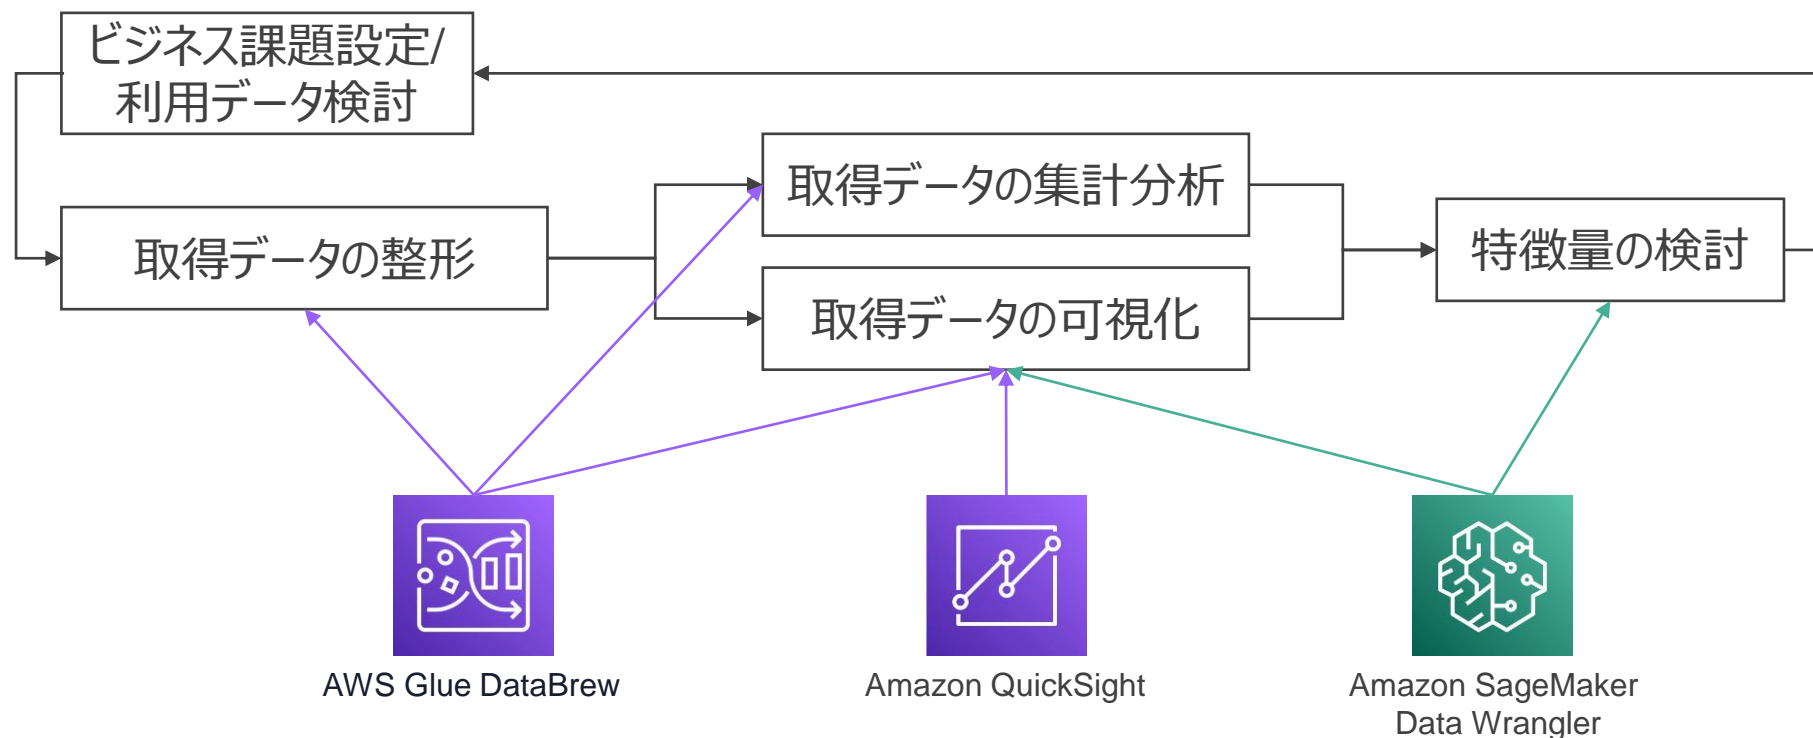 ビジネス課題設定/
利用データ検討
取得データの整形
取得データの集計分析
取得データの可視化
特徴量の検討
AWS Glue DataBrew
Amazon QuickSight
Amazon SageMaker
Data Wrangler